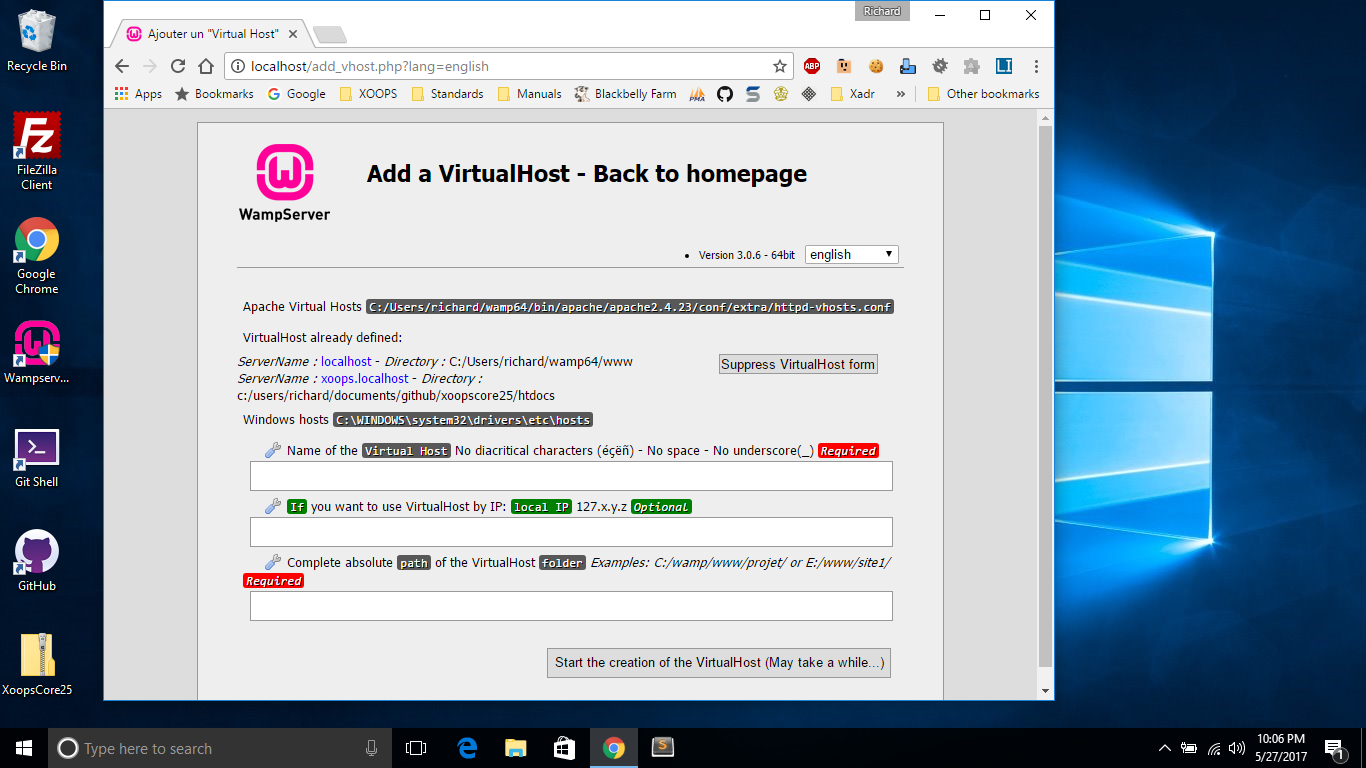 Recycle Bin
FileZilla
Client
Google
Chrome
Wampserv...
Git Shell
GitHub
XoopsCore25
Richard
Ajouter un "Virtual Host"
localhost/add_vhost.php?lang=english
ABP
LI
Apps Bookmarks Google XOOPS Standards Manuals Blackbelly Farm PMA Xadr » Other bookmarks
WampServer
Add a VirtualHost - Back to homepage
• Version 3.0.6 - 64bit english
Apache Virtual Hosts C:/Users/richard/wamp64/bin/apache/apache2.4.23/conf/extra/httpd-vhosts.conf
VirtualHost already defined:
ServerName : localhost - Directory : C:/Users/richard/wamp64/www
Suppress VirtualHost form
ServerName : xoops.localhost - Directory :
c:/users/richard/documents/github/xoopscore25/htdocs
Windows hosts C:\WINDOWS\system32\drivers\etc\hosts
Name of the Virtual Host No diacritical characters (éçëñ) - No space - No underscore(_) Required
If you want to use VirtualHost by IP: local IP 127.x.y.z Optional
Complete absolute path of the VirtualHost folder Examples: C:/wamp/www/projet/ or E:/www/site1/
Required
Start the creation of the VirtualHost (May take a while...)
Type here to search
10:06 PM
5/27/2017
1